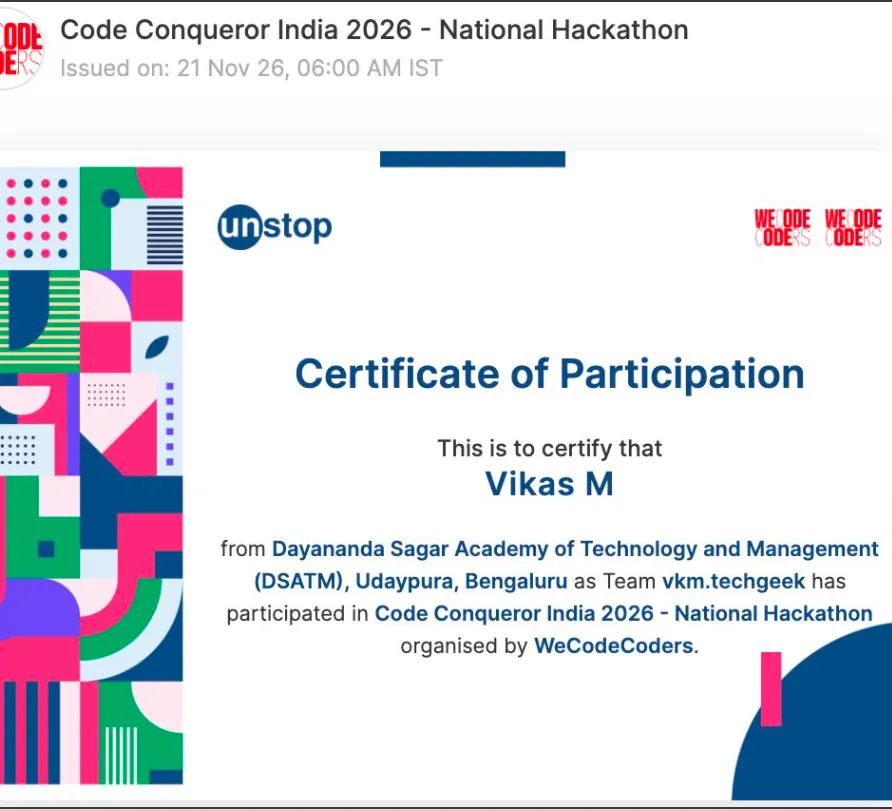 CODE
DERS
Code Conqueror India 2026 - National Hackathon
Issued on: 21 Nov 26, 06:00 AM IST
unstop
WECODE WECODE
CODERS CODERS
Certificate of Participation
This is to certify that
Vikas M
from Dayananda Sagar Academy of Technology and Management
(DSATM), Udaypura, Bengaluru as Team vkm.techgeek has
participated in Code Conqueror India 2026 - National Hackathon
organised by WeCodeCoders.